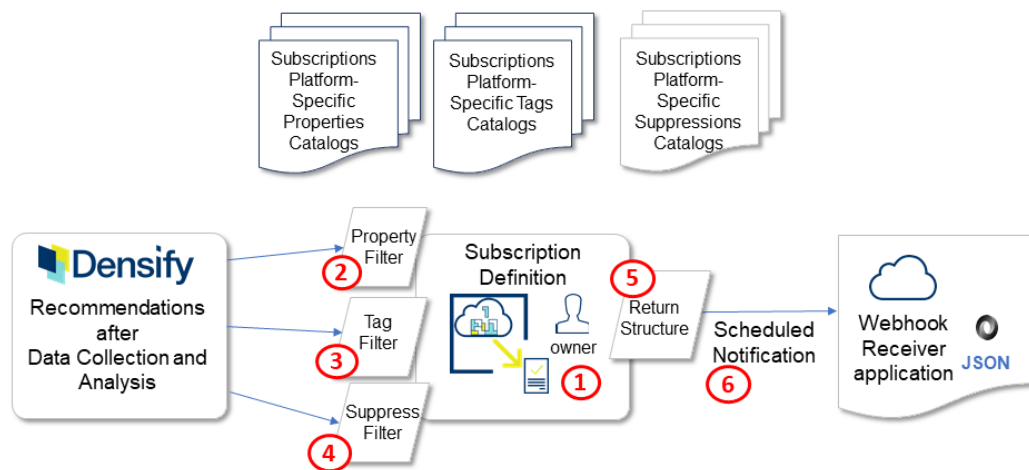 Subscriptions
Platform-
Specific
Properties
Catalogs
Subscriptions
Platform-
Specific Tags
Catalogs
Subscriptions
Platform-
Specific
Suppressions
Catalogs
Densify
Recommendations
after
Data Collection and
Analysis
Property
Filter
2
Tag
Filter
3
Suppress
Filter
4
Subscription
Definition
owner
1
5
Return
Structure
Scheduled
Notification
6
Webhook
Receiver
application
JSON